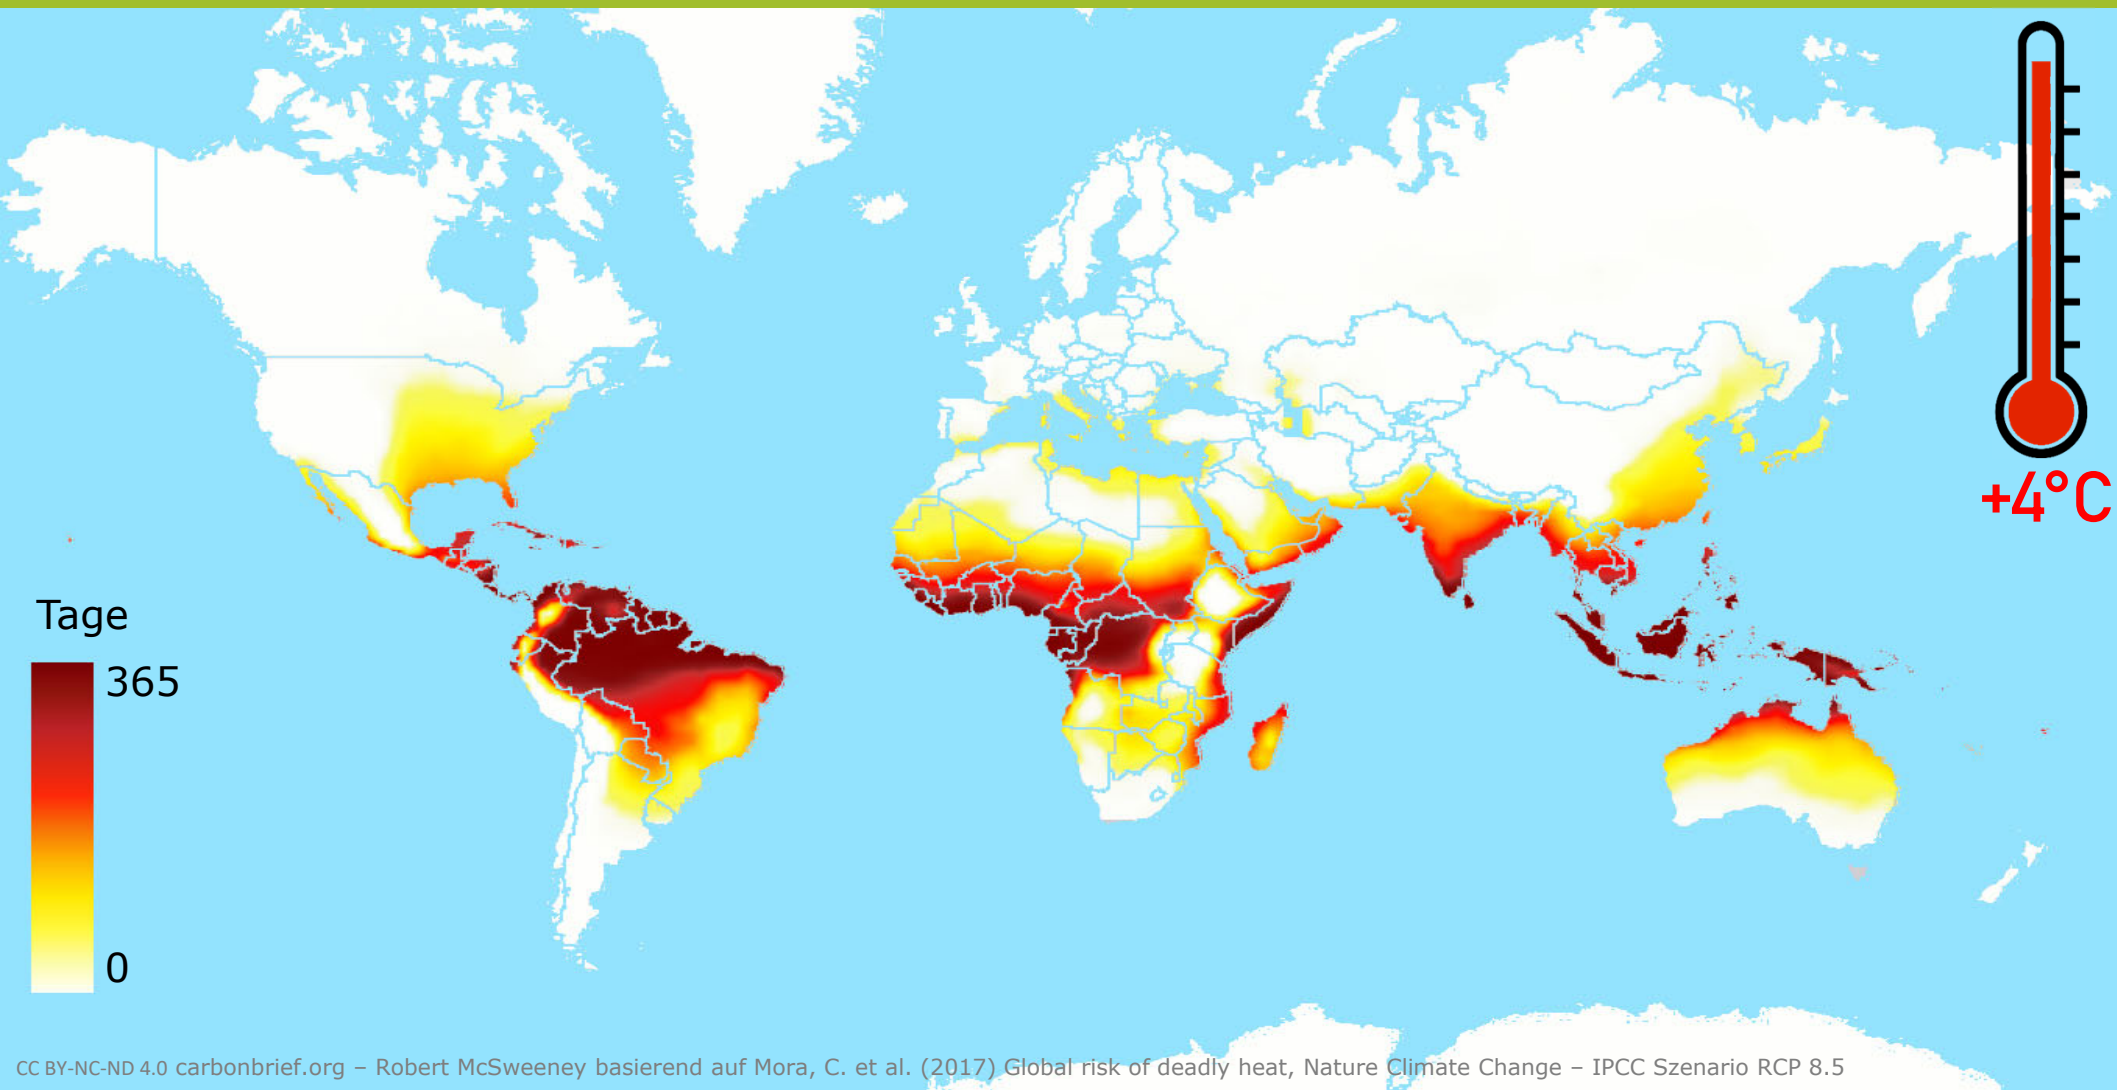 +4°C
Tage
365
0
CC BY-NC-ND 4.0 carbonbrief.org – Robert McSweeney basierend auf Mora, C. et al. (2017) Global risk of deadly heat, Nature Climate Change – IPCC Szenario RCP 8.5